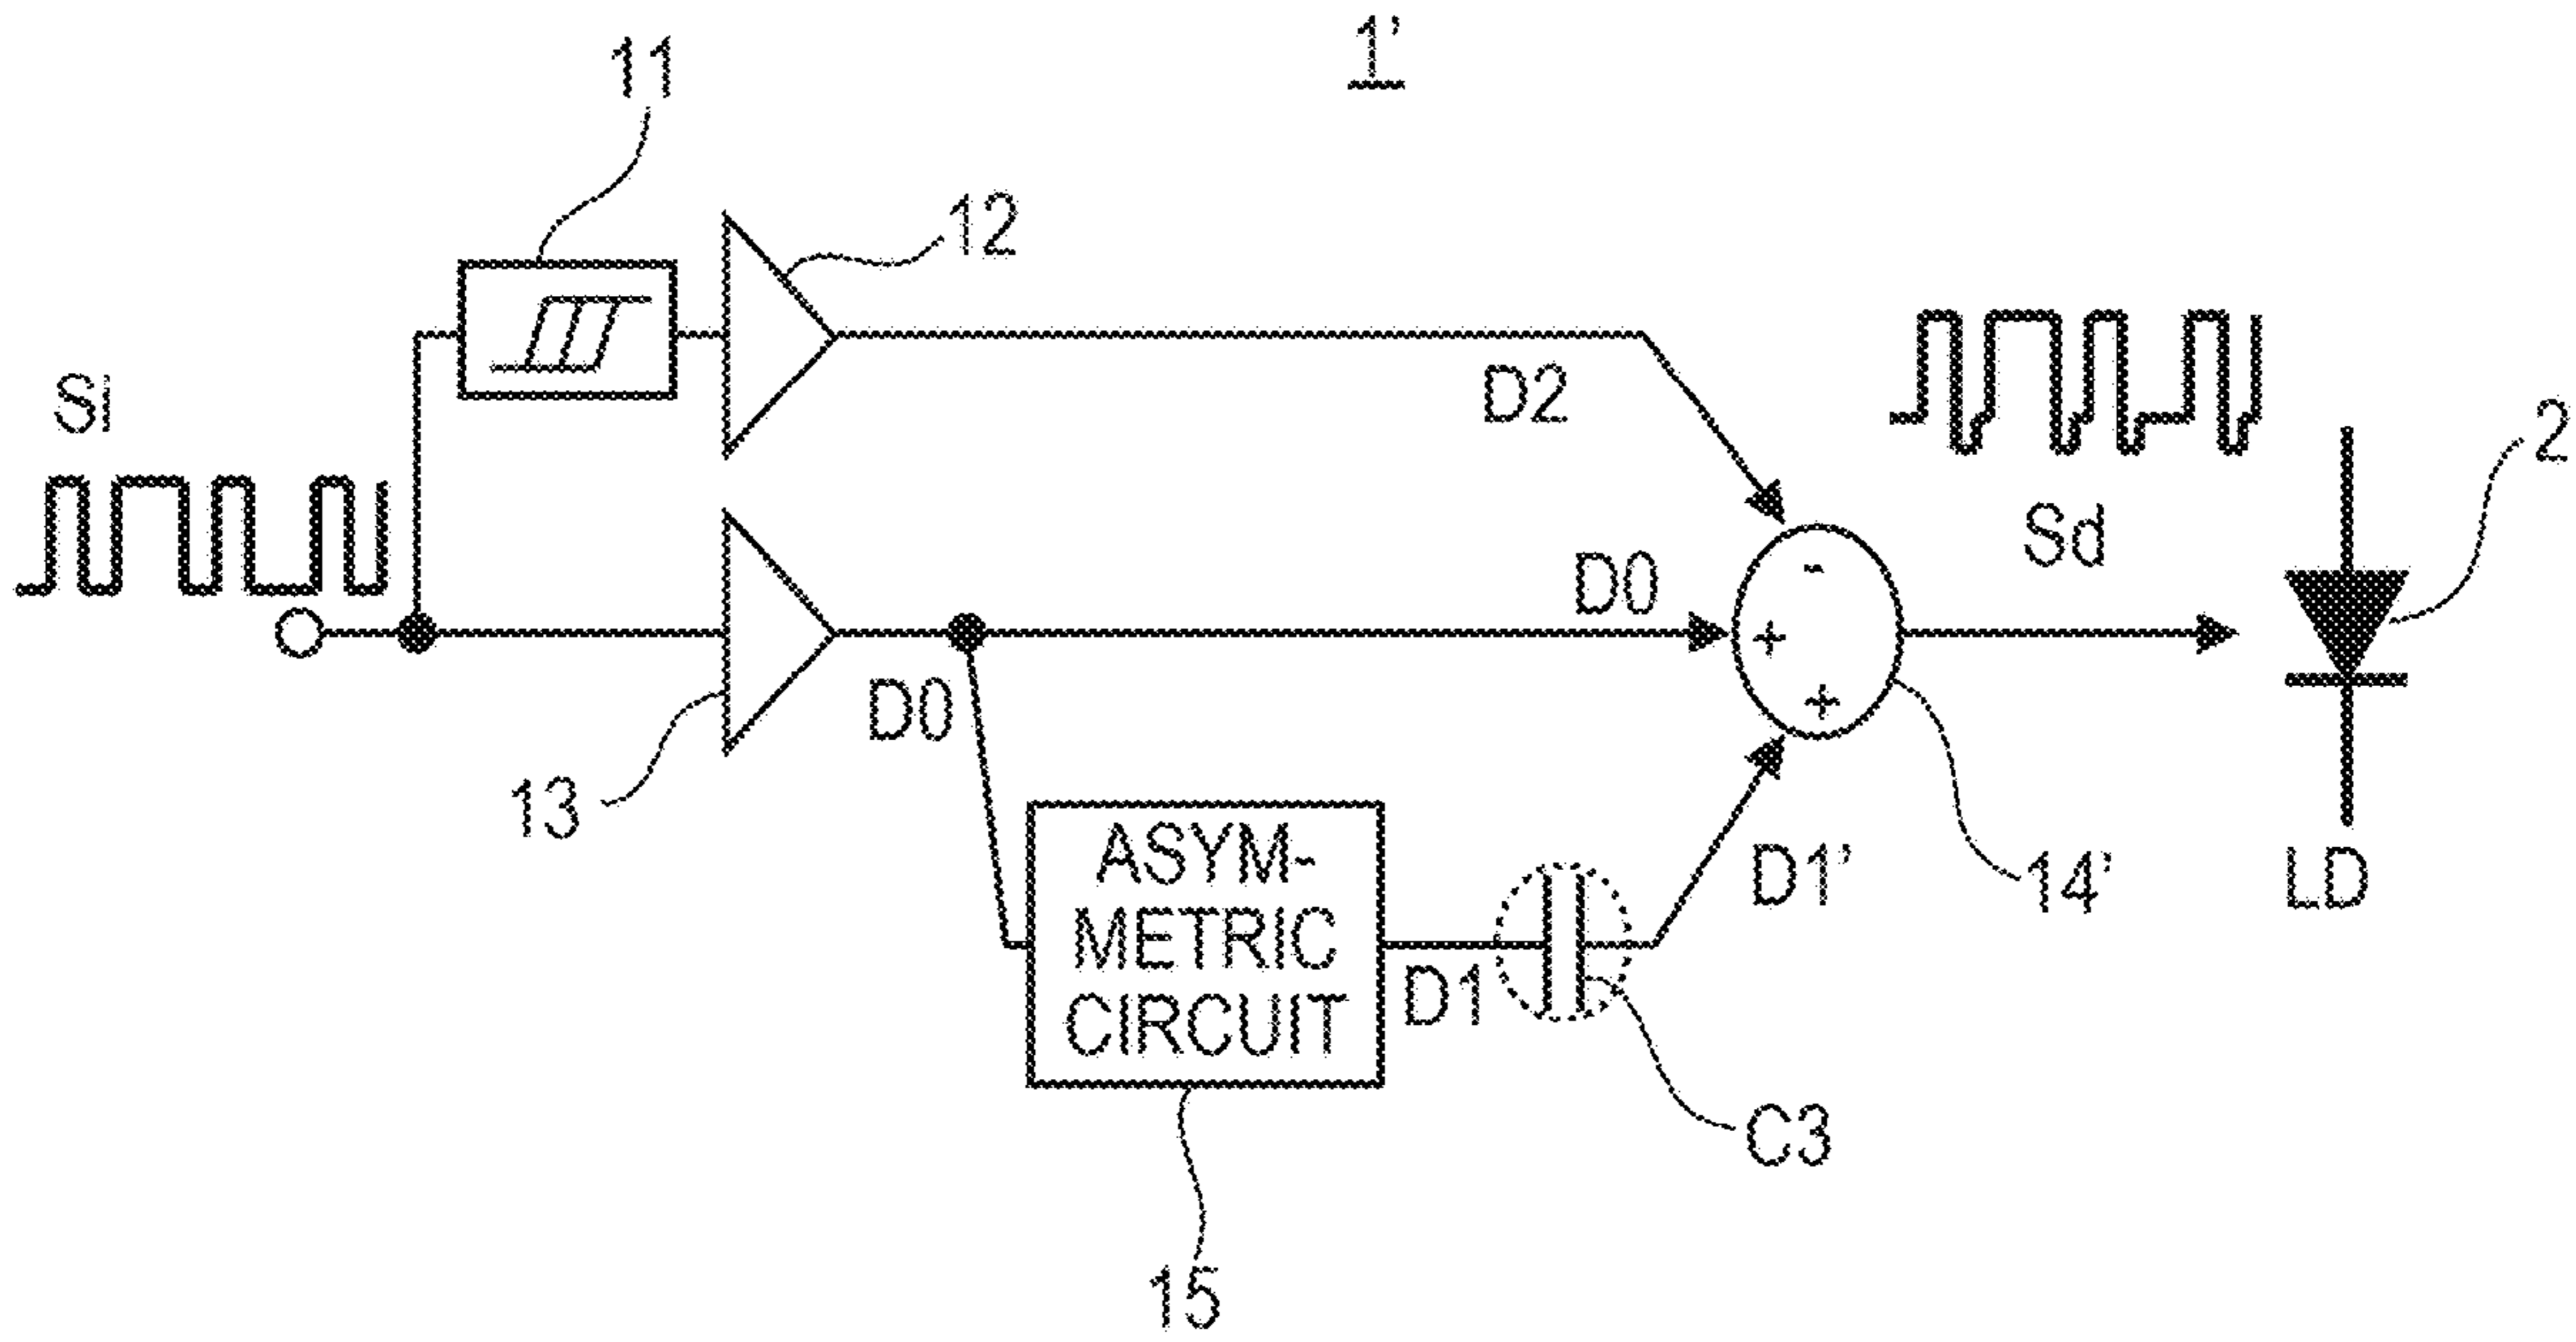 1’
11
12
Si
D2
2
Sd
D0
D0
13
ASYM-
METRIC
CIRCUIT
D1
D1’
14’
LD
C3
15
- 
+
+